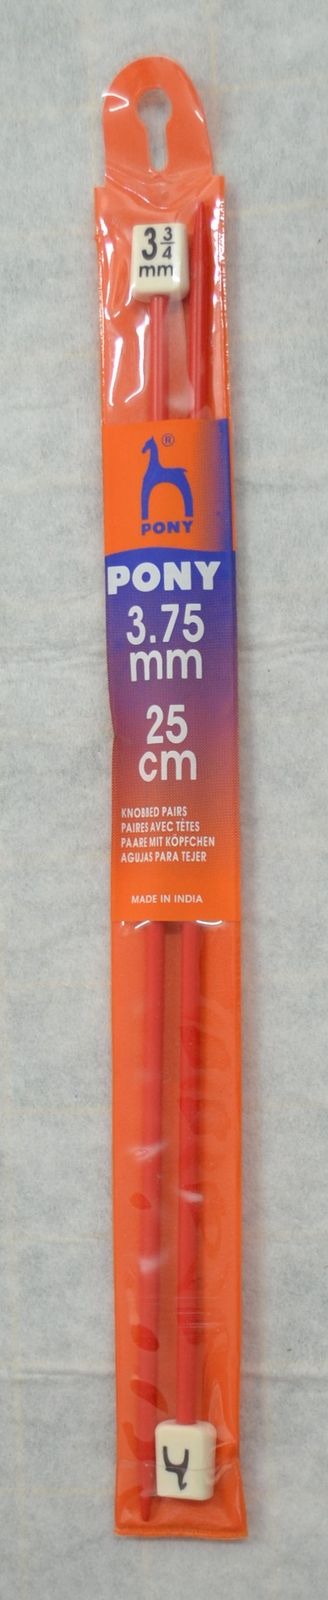 3 3/4
mm
®
PONY
PONY
3.75
mm
25
cm
KNOBBED PAIRS
PAIRES AVEC TÊTES
PAARE MIT KÖPFCHEN
AGUJAS PARA TEJER
MADE IN INDIA